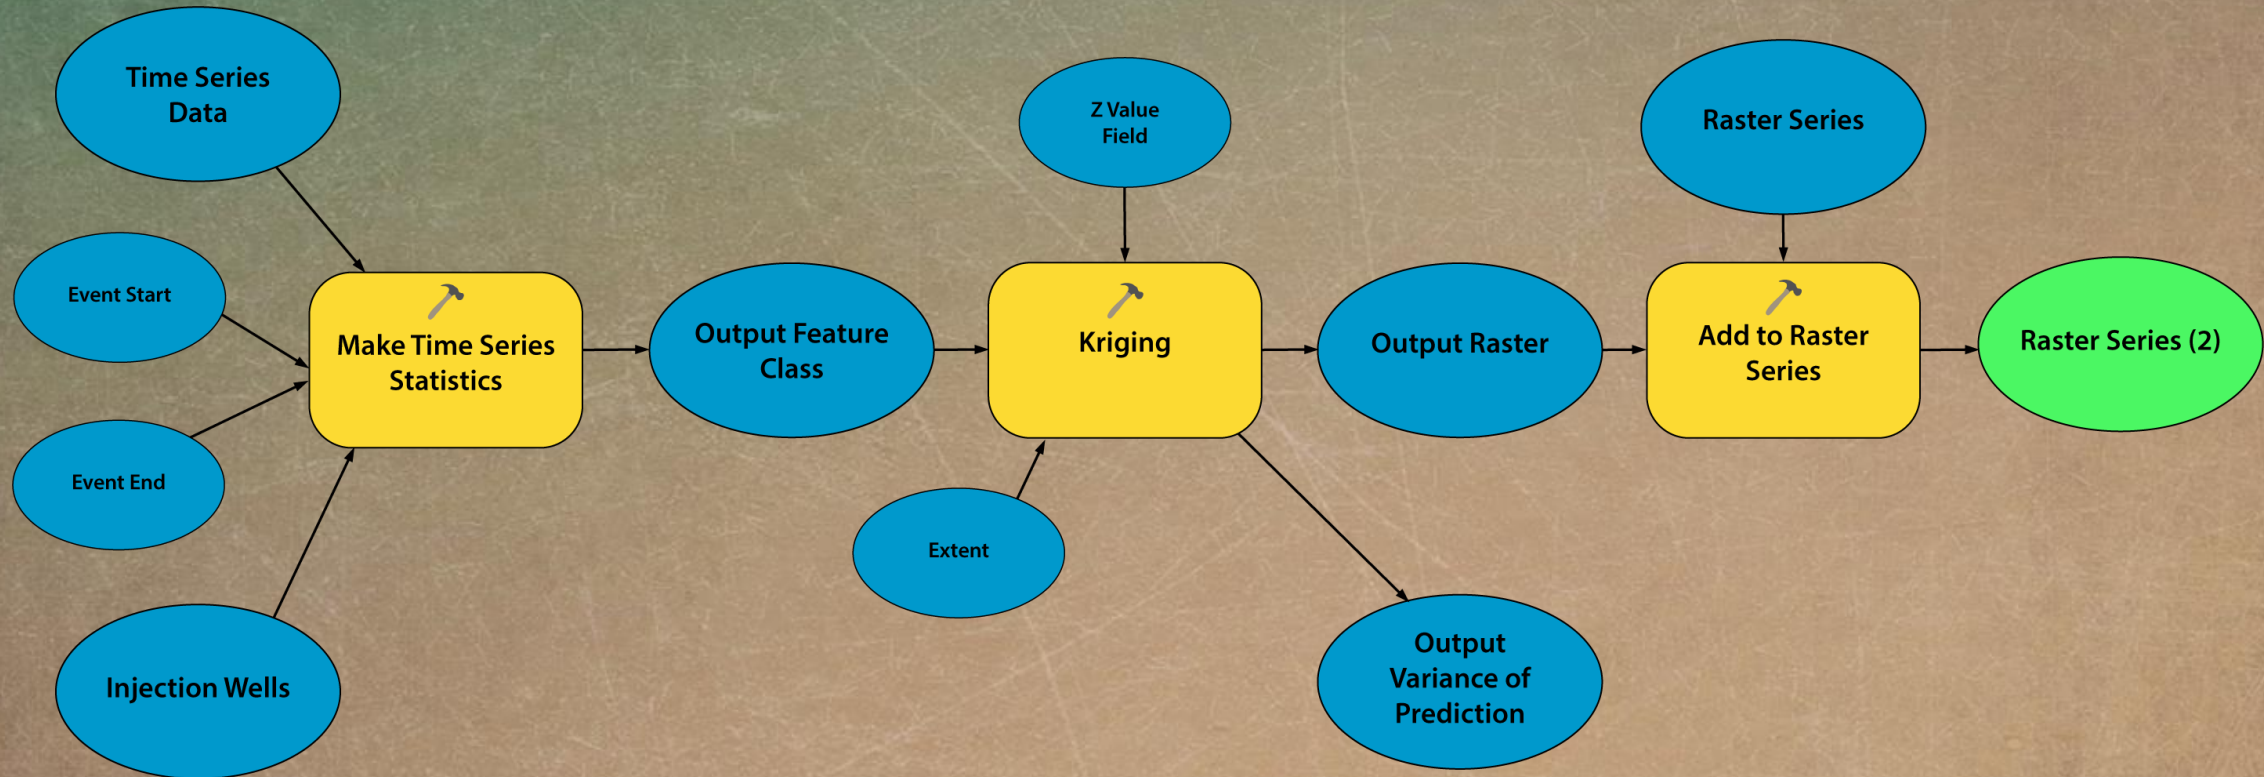 Time Series
Data
Event Start
Event End
Injection Wells
Make Time Series
Statistics
Output Feature
Class
Z Value
Field
Kriging
Extent
Output Raster
Output
Variance of
Prediction
Raster Series
Add to Raster
Series
Raster Series (2)